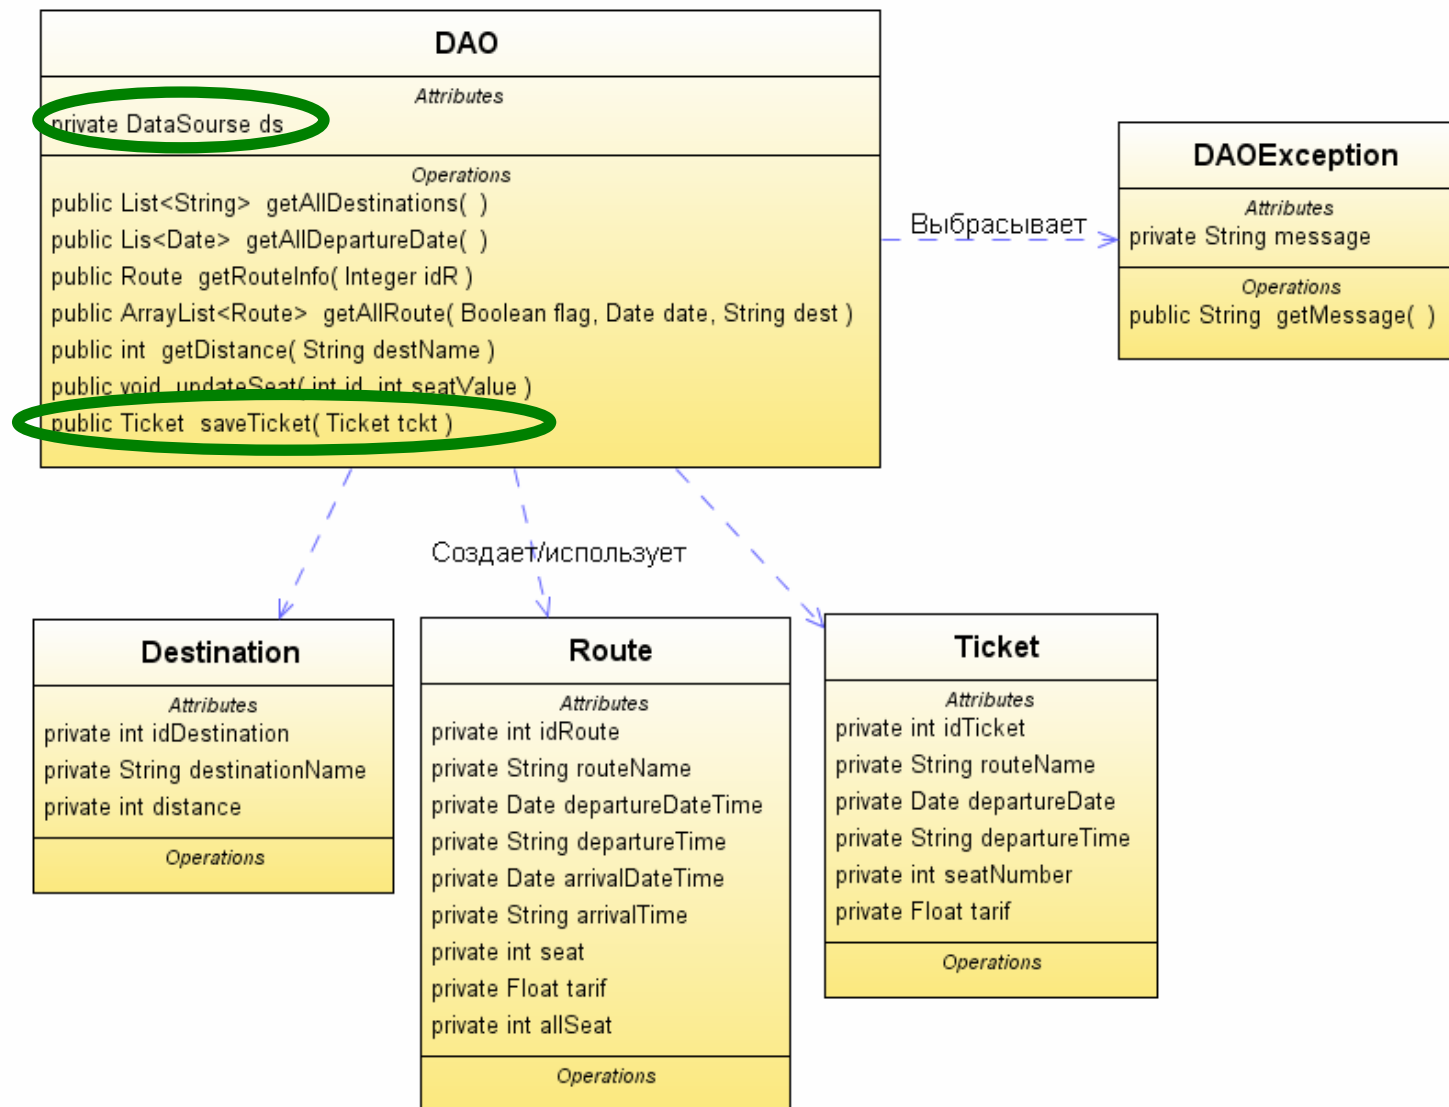 DAO
Attributes
private DataSourse ds
Operations
public List<String> getAllDestinations( )
public Lis<Date> getAllDepartureDate( )
public Route getRouteInfo( Integer idR )
public ArrayList<Route> getAllRoute( Boolean flag, Date date, String dest )
public int getDistance( String destName )
public void updateSeat( int id, int seatValue )
public Ticket saveTicket( Ticket tckt )
Выбрасывает
DAOException
Attributes
private String message
Operations
public String getMessage( )
Создает/использует
Destination
Attributes
private int idDestination
private String destinationName
private int distance
Operations
Route
Attributes
private int idRoute
private String routeName
private Date departureDateTime
private String departureTime
private Date arrivalDateTime
private String arrivalTime
private int seat
private Float tarif
private int allSeat
Operations
Ticket
Attributes
private int idTicket
private String routeName
private Date departureDate
private String departureTime
private int seatNumber
private Float tarif
Operations